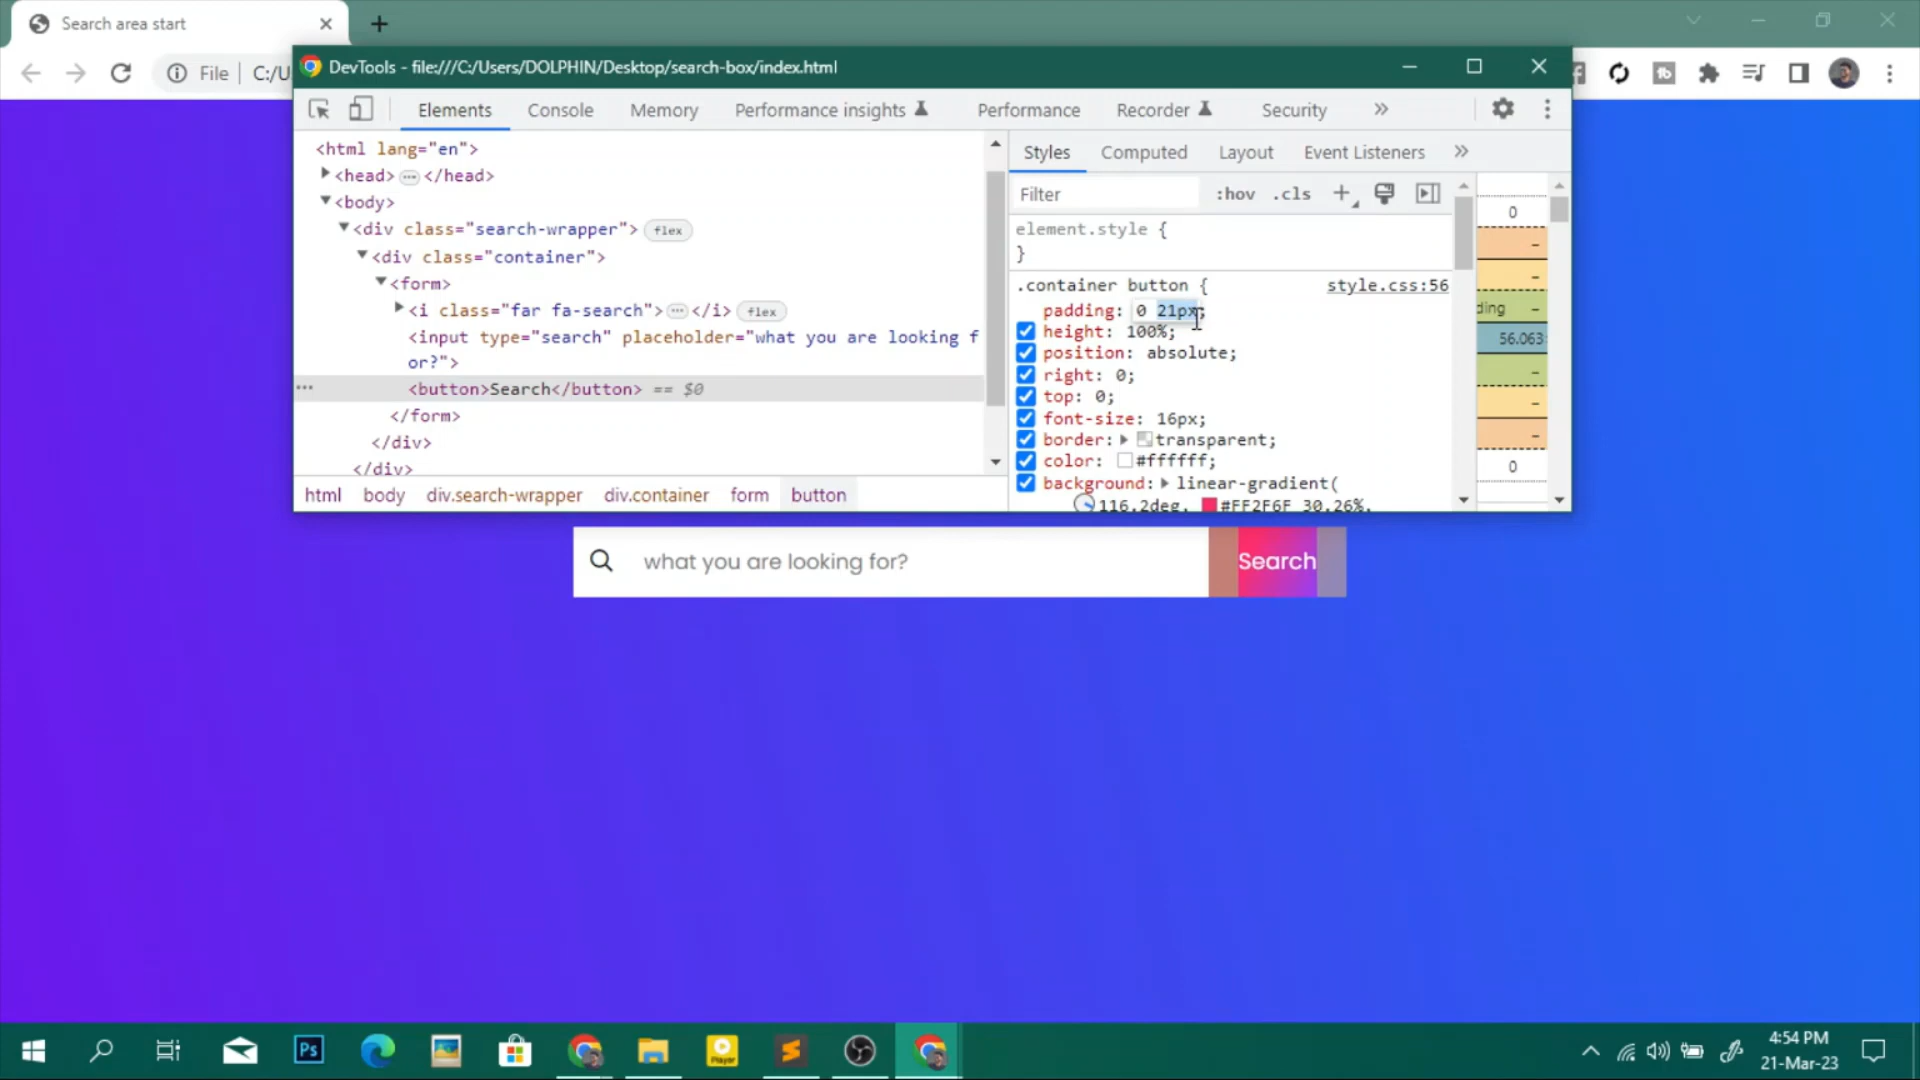 Search area start
File
C:/U
DevTools - file:///C:/Users/DOLPHIN/Desktop/search-box/index.html
Elements
Console
Memory
Performance insights
Performance
Recorder
Security
<html lang="en">
<head> ⋯ </head>
<body>
<div class="search-wrapper"> flex
<div class="container">
<form>
<i class="far fa-search"> ⋯ </i> flex
<input type="search" placeholder="what you are looking f
or?">
<button>Search</button> == $0
</form>
</div>
</div>
html body div.search-wrapper div.container form button
Styles
Computed
Layout
Event Listeners
Filter
:hov .cls
element.style {
}
.container button {
style.css:56
padding: 0 21px;
height: 100%;
position: absolute;
right: 0;
top: 0;
font-size: 16px;
border: transparent;
color: #ffffff;
background: linear-gradient(
116.2deg, #FF2F6F 30.26%,
0
–
–
ding –
56.063
–
–
–
0
what you are looking for?
Search
Ps
Player
4:54 PM
21-Mar-23